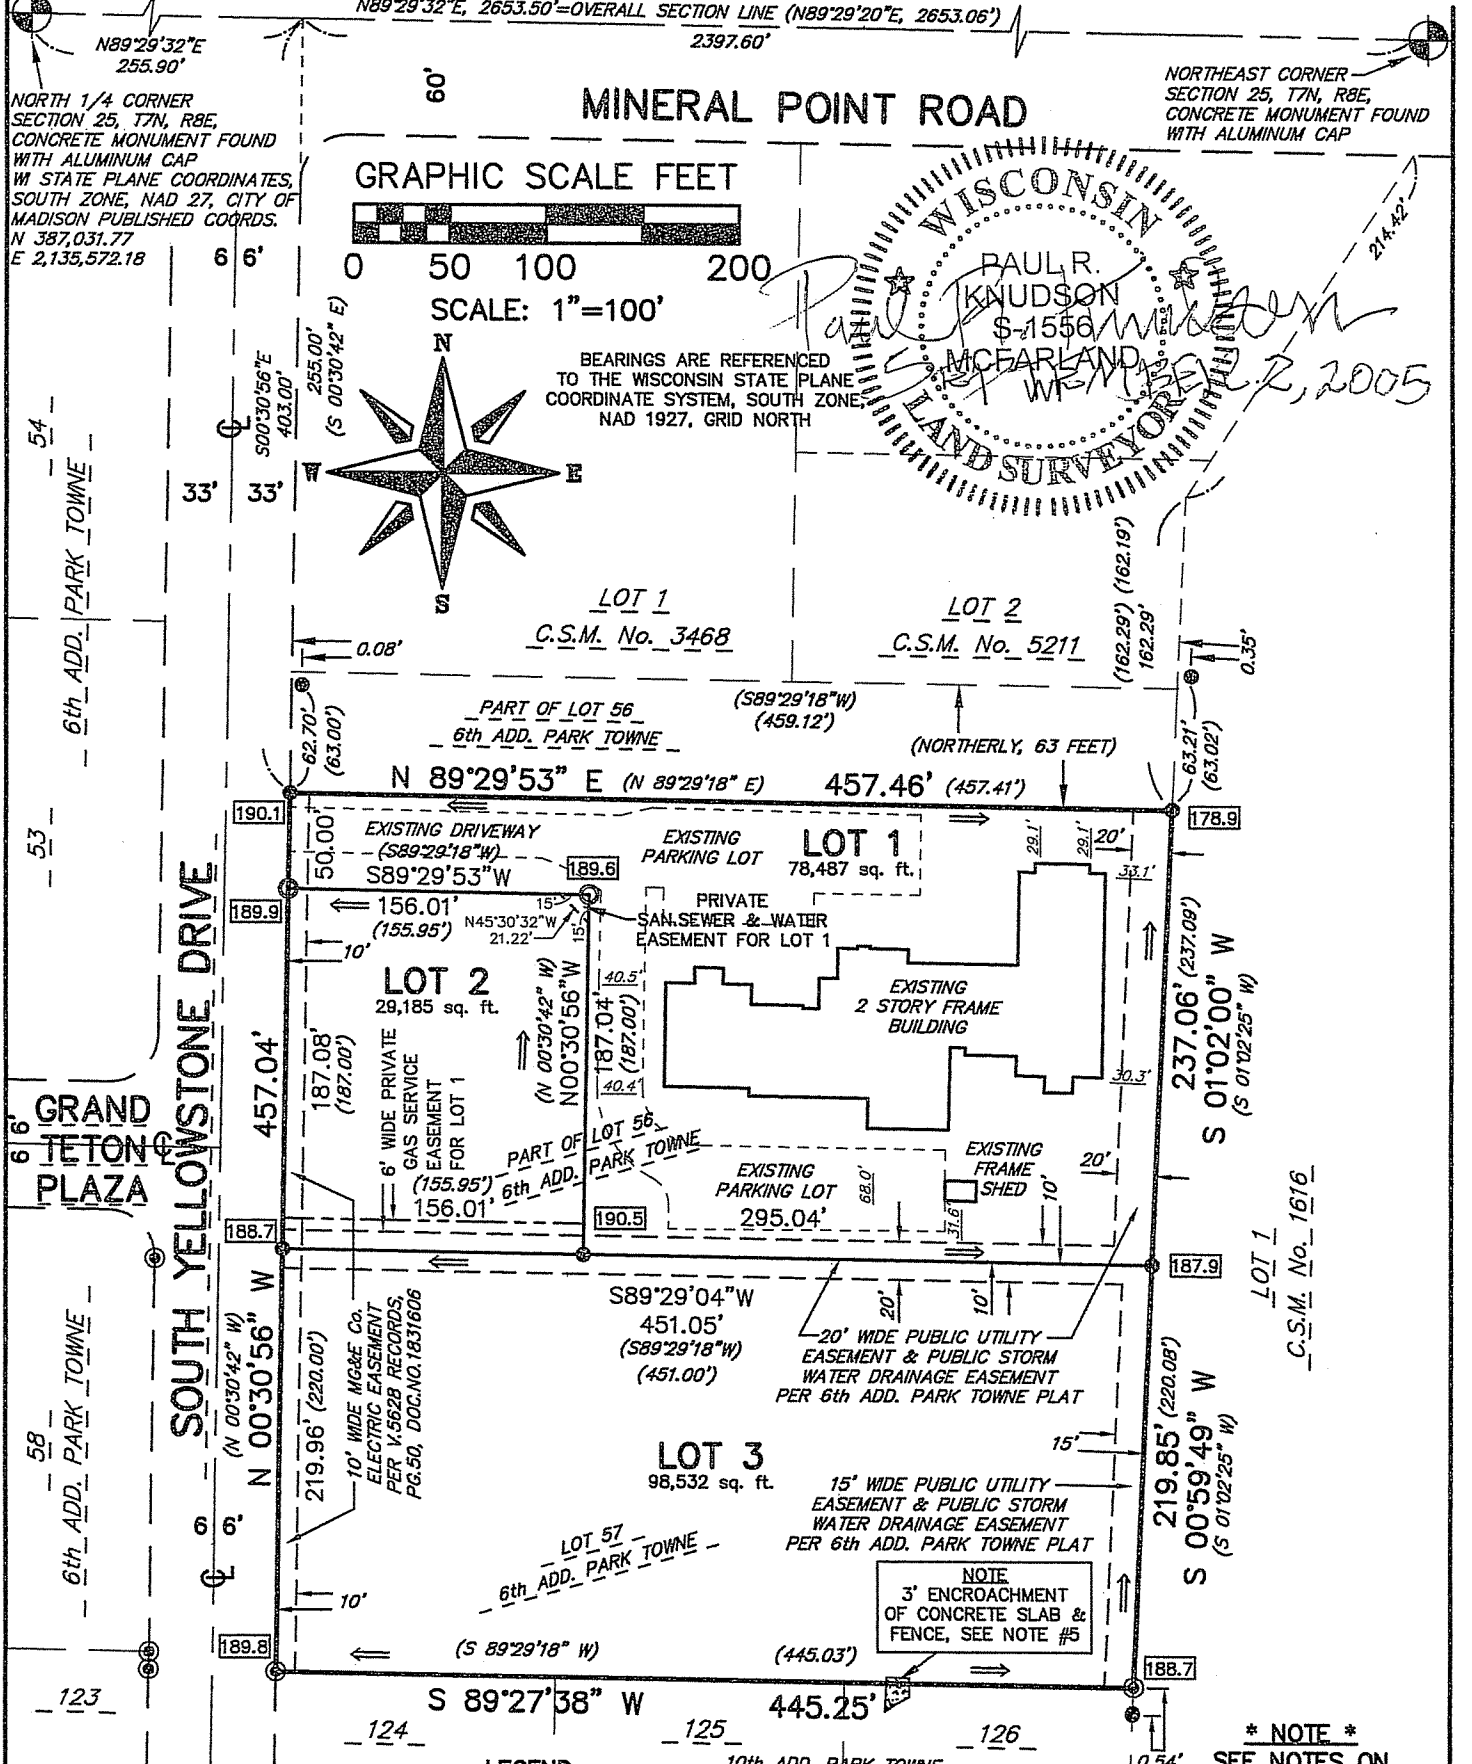 N89°29'32"E, 2653.50'=OVERALL SECTION LINE (N89°29'20"E, 2653.06')
2397.60'
N89°29'32"E
255.90'
NORTH 1/4 CORNER
SECTION 25, T7N, R8E,
CONCRETE MONUMENT FOUND
WITH ALUMINUM CAP
WI STATE PLANE COORDINATES,
SOUTH ZONE, NAD 27, CITY OF
MADISON PUBLISHED COORDS.
N 387,031.77
E 2,135,572.18
60'
MINERAL POINT ROAD
NORTHEAST CORNER
SECTION 25, T7N, R8E,
CONCRETE MONUMENT FOUND
WITH ALUMINUM CAP
214.42'
GRAPHIC SCALE FEET
0 50 100 200
SCALE: 1"=100'
N
W
E
S
BEARINGS ARE REFERENCED
TO THE WISCONSIN STATE PLANE
COORDINATE SYSTEM, SOUTH ZONE,
NAD 1927, GRID NORTH
WISCONSIN
PAUL R.
KNUDSON
S-1556
MCFARLAND,
WI
LAND SURVEYOR
Paul R. Knudson
SEPTEMBER 22, 2005
6 6'
255.00'
(S 00°30'42" E)
S00°30'56"E
403.00'
33' 33'
54
6th ADD. PARK TOWNE
LOT 1
C.S.M. No. 3468
LOT 2
C.S.M. No. 5211
(162.29') (162.19')
162.29'
0.08'
0.35'
(S89°29'18"W)
(459.12')
PART OF LOT 56
6th ADD. PARK TOWNE
(NORTHERLY, 63 FEET)
62.70'
(63.00')
63.21'
(63.02')
N 89°29'53" E (N 89°29'18" E) 457.46' (457.41')
190.1
178.9
53
50.00'
EXISTING DRIVEWAY
(S89°29'18"W)
S89°29'53"W
156.01'
(155.95')
EXISTING
PARKING LOT
LOT 1
78,487 sq. ft.
29.1'
29.1'
20'
33.1'
189.6
189.9
15'
N45°30'32"W
21.22'
15'
PRIVATE
SAN.SEWER & WATER
EASEMENT FOR LOT 1
10'
LOT 2
29,185 sq. ft.
(N 00°30'42" W)
N00°30'56"W
187.04'
(187.00')
40.5'
40.4'
EXISTING
2 STORY FRAME
BUILDING
30.3'
237.06' (237.09')
S 01°02'00" W
(S 01°02'25" W)
SOUTH YELLOWSTONE DRIVE
457.04'
187.08'
(187.00')
6' WIDE PRIVATE
GAS SERVICE
EASEMENT
FOR LOT 1
GRAND
TETON
PLAZA
6 6'
PART OF LOT 56
6th ADD. PARK TOWNE
(155.95')
156.01'
EXISTING
PARKING LOT
295.04'
68.0'
EXISTING
FRAME
SHED
31.6'
10'
20'
188.7
190.5
187.9
S89°29'04"W
451.05'
(S89°29'18"W)
(451.00')
20'
10'
20' WIDE PUBLIC UTILITY
EASEMENT & PUBLIC STORM
WATER DRAINAGE EASEMENT
PER 6th ADD. PARK TOWNE PLAT
LOT 1
C.S.M. No. 1616
N 00°30'56" W
(N 00°30'42" W)
219.96' (220.00')
10' WIDE MG&E Co.
ELECTRIC EASEMENT
PER V.5628 RECORDS,
PG.50, DOC.NO.1831606
58
6th ADD. PARK TOWNE
LOT 3
98,532 sq. ft.
15'
15' WIDE PUBLIC UTILITY
EASEMENT & PUBLIC STORM
WATER DRAINAGE EASEMENT
PER 6th ADD. PARK TOWNE PLAT
219.85' (220.08')
S 00°59'49" W
(S 01°02'25" W)
6 6'
LOT 57
6th ADD. PARK TOWNE
NOTE
3' ENCROACHMENT
OF CONCRETE SLAB &
FENCE, SEE NOTE #5
10'
189.8
(S 89°29'18" W) (445.03')
188.7
S 89°27'38" W 445.25'
123
124
125
126
10th ADD. PARK TOWNE
LEGEND
0.54'
* NOTE *
SEE NOTES ON